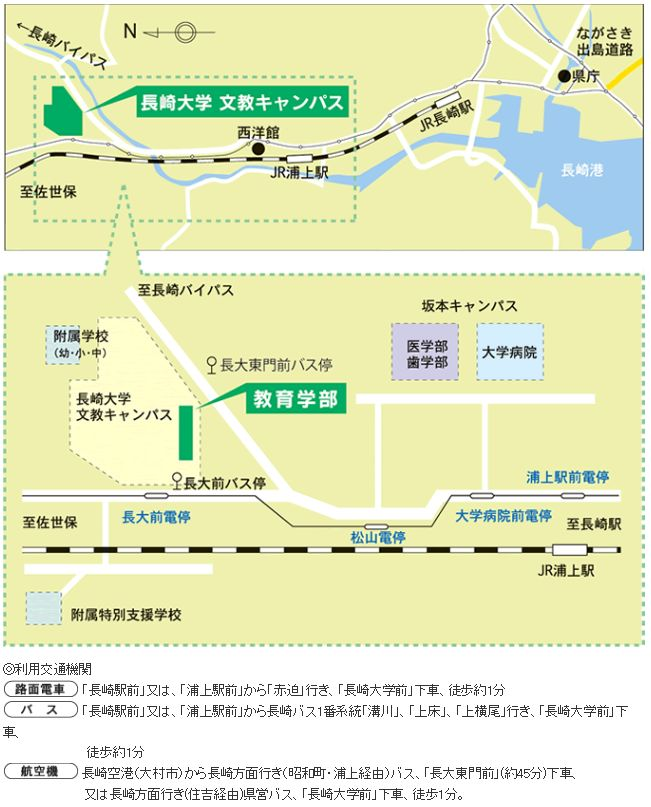 ←長崎バイパス
N
ながさき
出島道路
県庁
長崎大学 文教キャンパス
JR長崎駅
西洋館
JR浦上駅
長崎港
至佐世保
至長崎バイパス
坂本キャンパス
附属学校
(幼・小・中)
医学部
歯学部
大学病院
長大東門前バス停
長崎大学
文教キャンパス
教育学部
長大前バス停
浦上駅前電停
長大前電停
大学病院前電停
至佐世保
松山電停
至長崎駅
JR浦上駅
附属特別支援学校
◎利用交通機関
路面電車 「長崎駅前」又は、「浦上駅前」から「赤迫」行き、「長崎大学前」下車、徒歩約1分
バス 「長崎駅前」又は、「浦上駅前」から長崎バス1番系統「溝川」、「上床」、「上横尾」行き、「長崎大学前」下
車、
徒歩約1分
航空機 長崎空港(大村市)から長崎方面行き(昭和町・浦上経由)バス、「長大東門前」(約45分)下車、
又は長崎方面行き(住吉経由)県営バス、「長崎大学前」下車、徒歩1分。